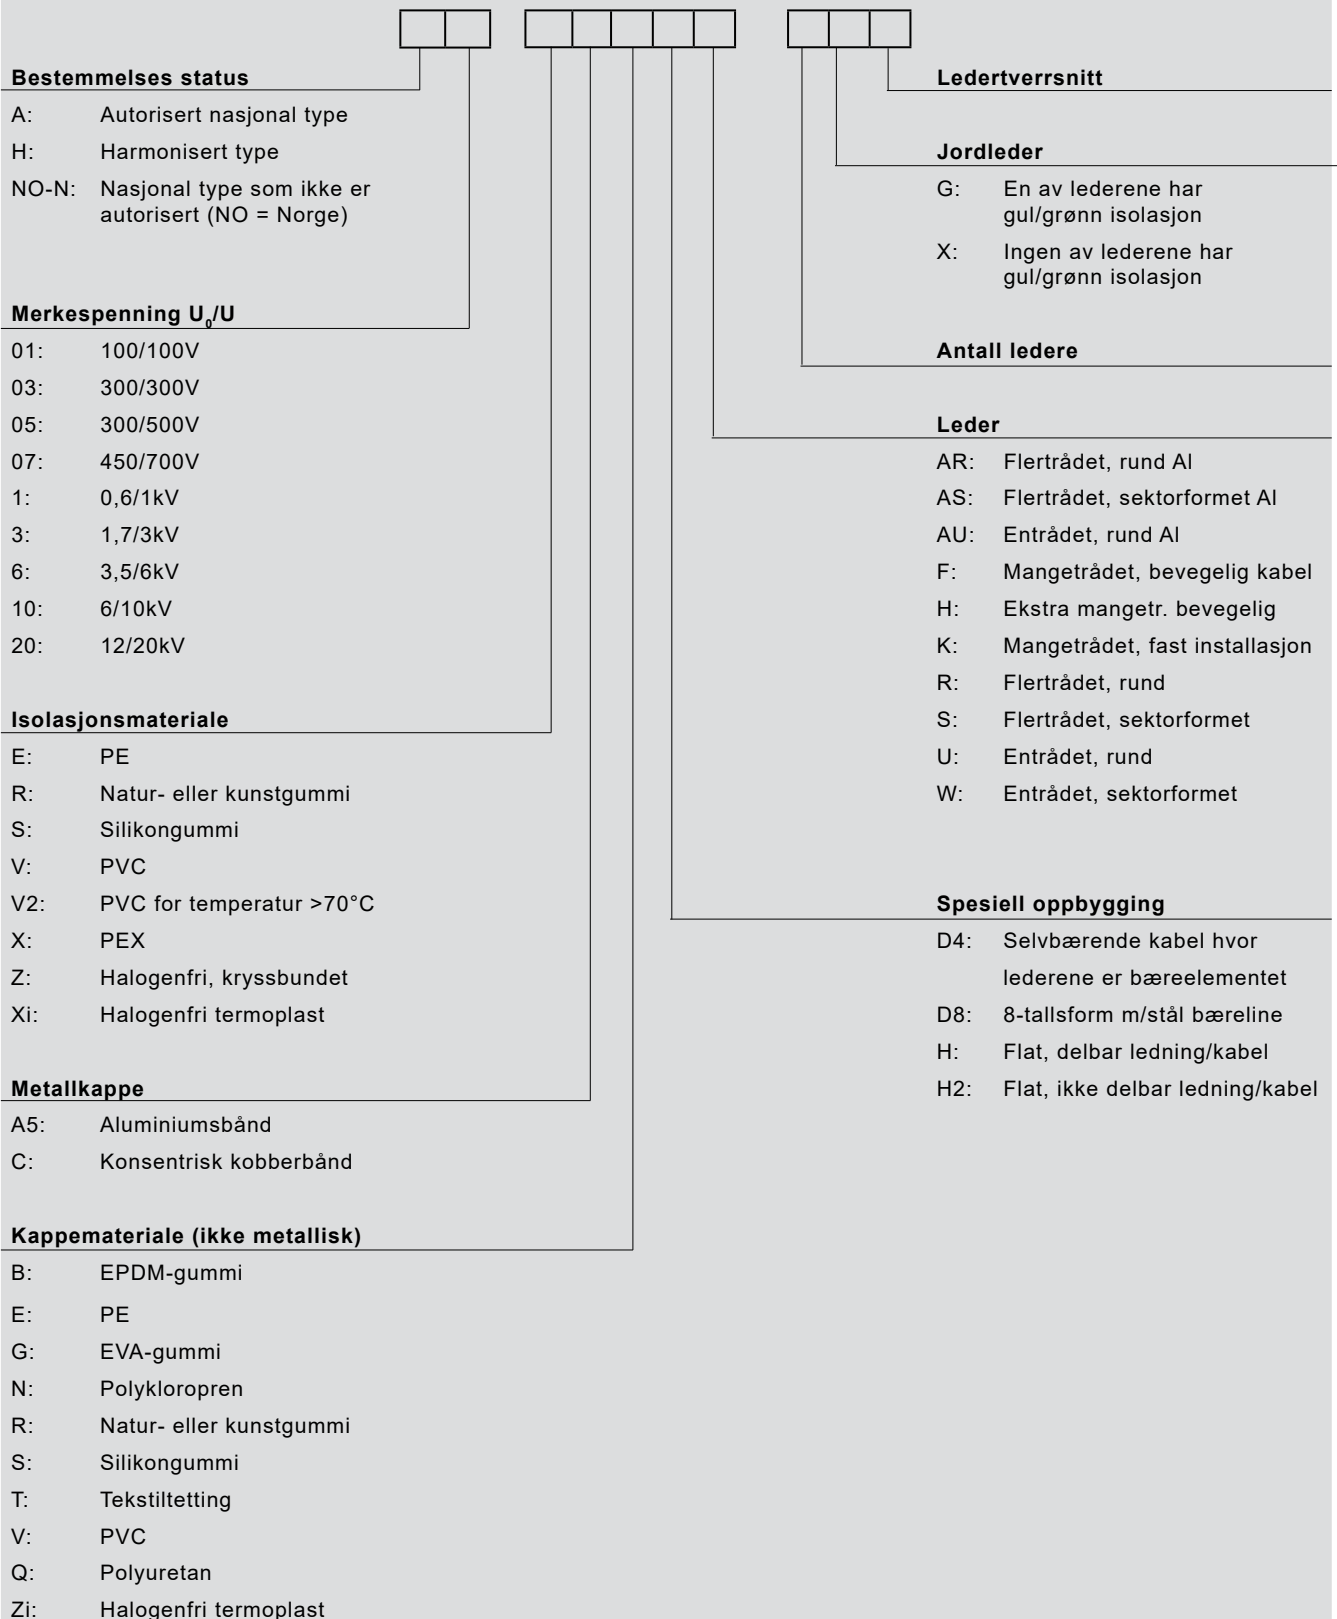 Bestemmelses status
A: Autorisert nasjonal type
H: Harmonisert type
NO-N: Nasjonal type som ikke er
autorisert (NO = Norge)
Merkespenning U₀/U
01: 100/100V
03: 300/300V
05: 300/500V
07: 450/700V
1: 0,6/1kV
3: 1,7/3kV
6: 3,5/6kV
10: 6/10kV
20: 12/20kV
Isolasjonsmateriale
E: PE
R: Natur- eller kunstgummi
S: Silikongummi
V: PVC
V2: PVC for temperatur >70°C
X: PEX
Z: Halogenfri, kryssbundet
Xi: Halogenfri termoplast
Metallkappe
A5: Aluminiumsbånd
C: Konsentrisk kobberbånd
Kappemateriale (ikke metallisk)
B: EPDM-gummi
E: PE
G: EVA-gummi
N: Polykloropren
R: Natur- eller kunstgummi
S: Silikongummi
T: Tekstiltetting
V: PVC
Q: Polyuretan
Zi: Halogenfri termoplast
Ledertverrsnitt
Jordleder
G: En av lederene har
gul/grønn isolasjon
X: Ingen av lederene har
gul/grønn isolasjon
Antall ledere
Leder
AR: Flertrådet, rund Al
AS: Flertrådet, sektorformet Al
AU: Entrådet, rund Al
F: Mangetrådet, bevegelig kabel
H: Ekstra mangetr. bevegelig
K: Mangetrådet, fast installasjon
R: Flertrådet, rund
S: Flertrådet, sektorformet
U: Entrådet, rund
W: Entrådet, sektorformet
Spesiell oppbygging
D4: Selvbærende kabel hvor
lederene er bæreelementet
D8: 8-tallsform m/stål bæreline
H: Flat, delbar ledning/kabel
H2: Flat, ikke delbar ledning/kabel